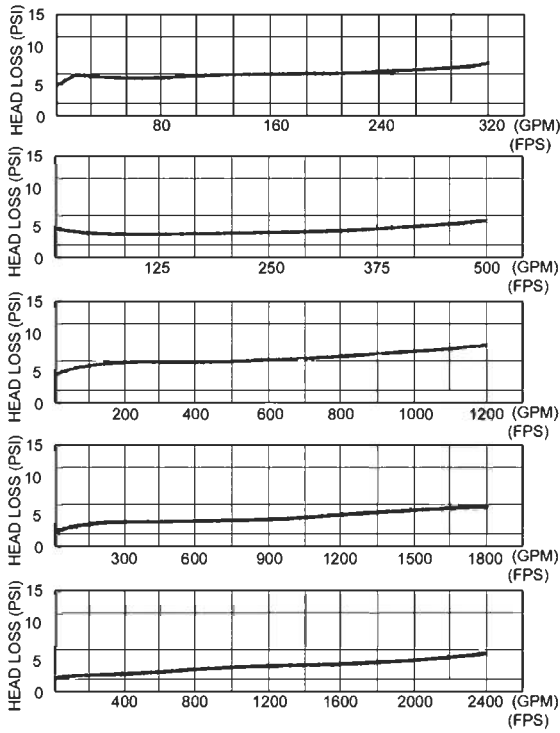 HEAD LOSS (PSI)
15
10
5
0
80 160 240 320 (GPM)
(FPS)
HEAD LOSS (PSI)
15
10
5
0
125 250 375 500 (GPM)
(FPS)
HEAD LOSS (PSI)
15
10
5
0
200 400 600 800 1000 1200 (GPM)
(FPS)
HEAD LOSS (PSI)
15
10
5
0
300 600 900 1200 1500 1800 (GPM)
(FPS)
HEAD LOSS (PSI)
15
10
5
0
400 800 1200 1600 2000 2400 (GPM)
(FPS)